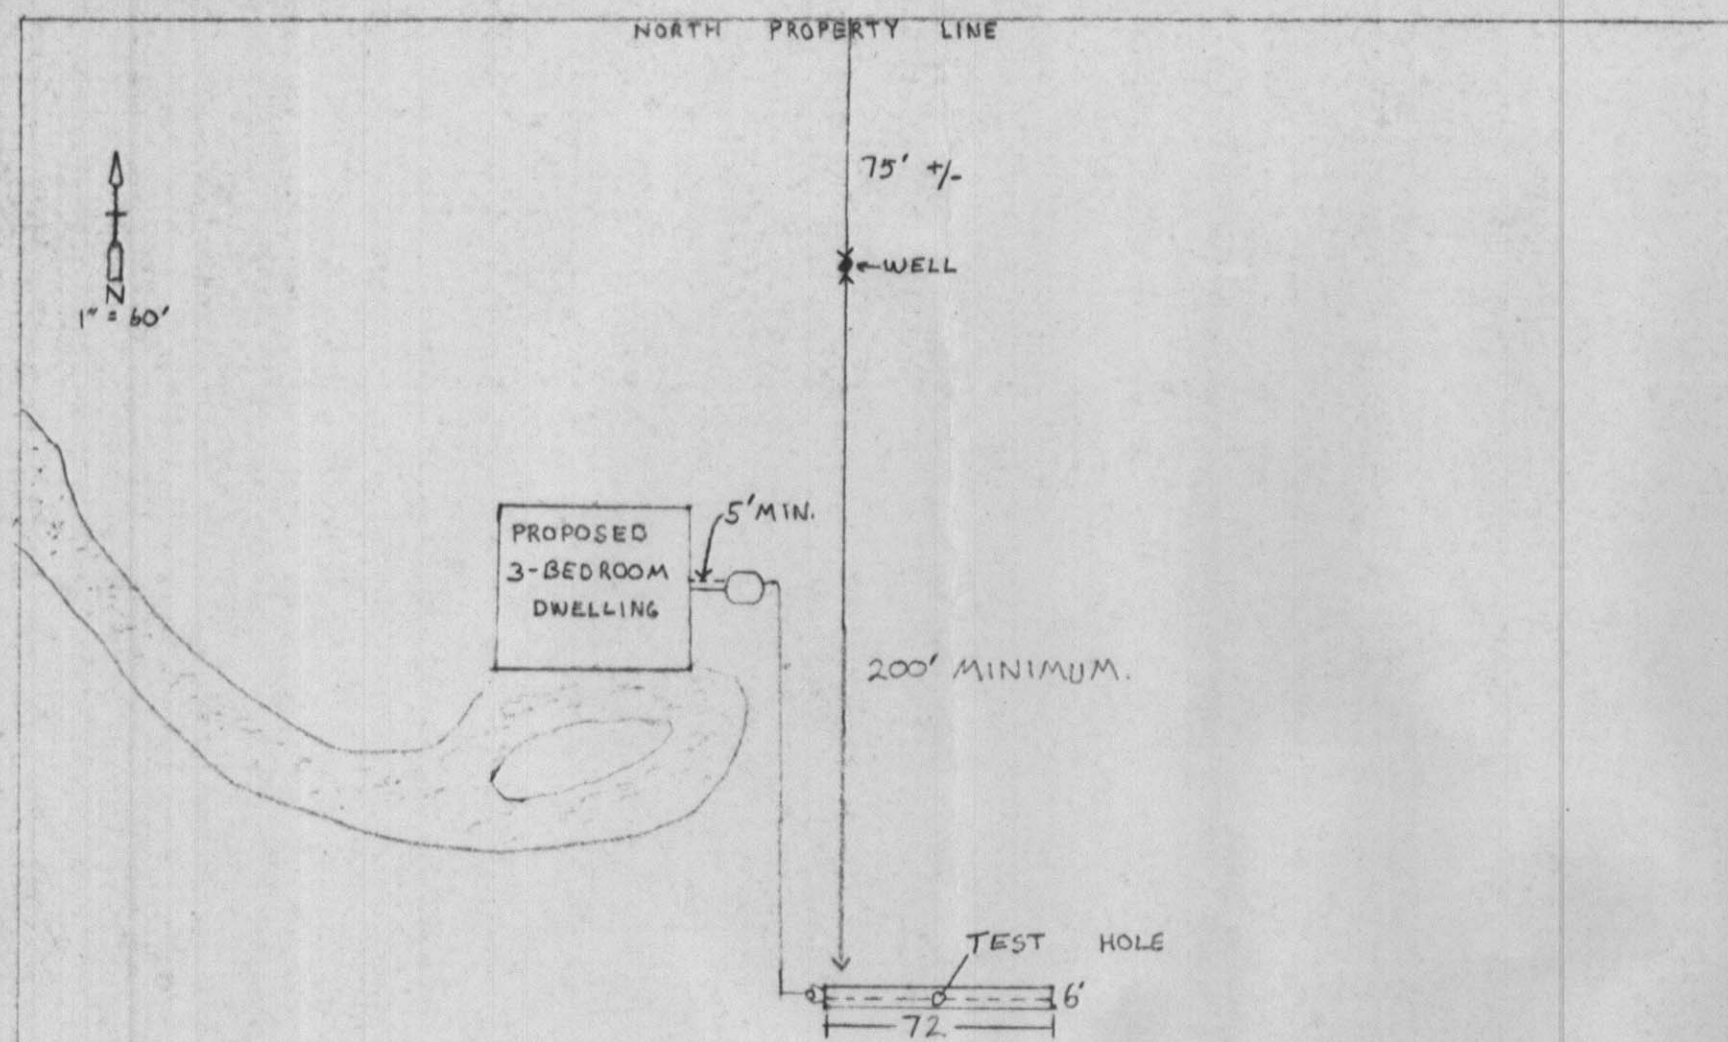 NORTH PROPERTY LINE
75' +/-
←WELL
N
1" = 60'
5' MIN.
PROPOSED
3-BEDROOM
DWELLING
200' MINIMUM.
TEST HOLE
6'
72